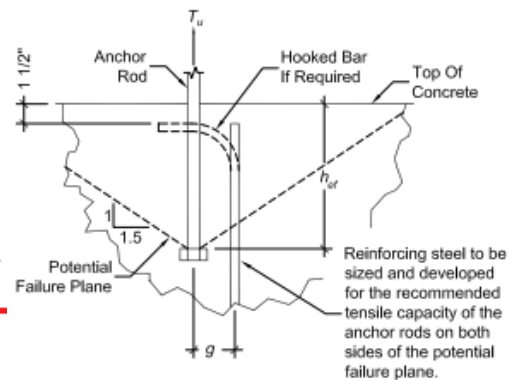 Tu
Anchor
Rod
Hooked Bar
If Required
Top Of
Concrete
1 1/2"
hef
1
1.5
Potential
Failure Plane
g
Reinforcing steel to be
sized and developed
for the recommended
tensile capacity of the
anchor rods on both
sides of the potential
failure plane.